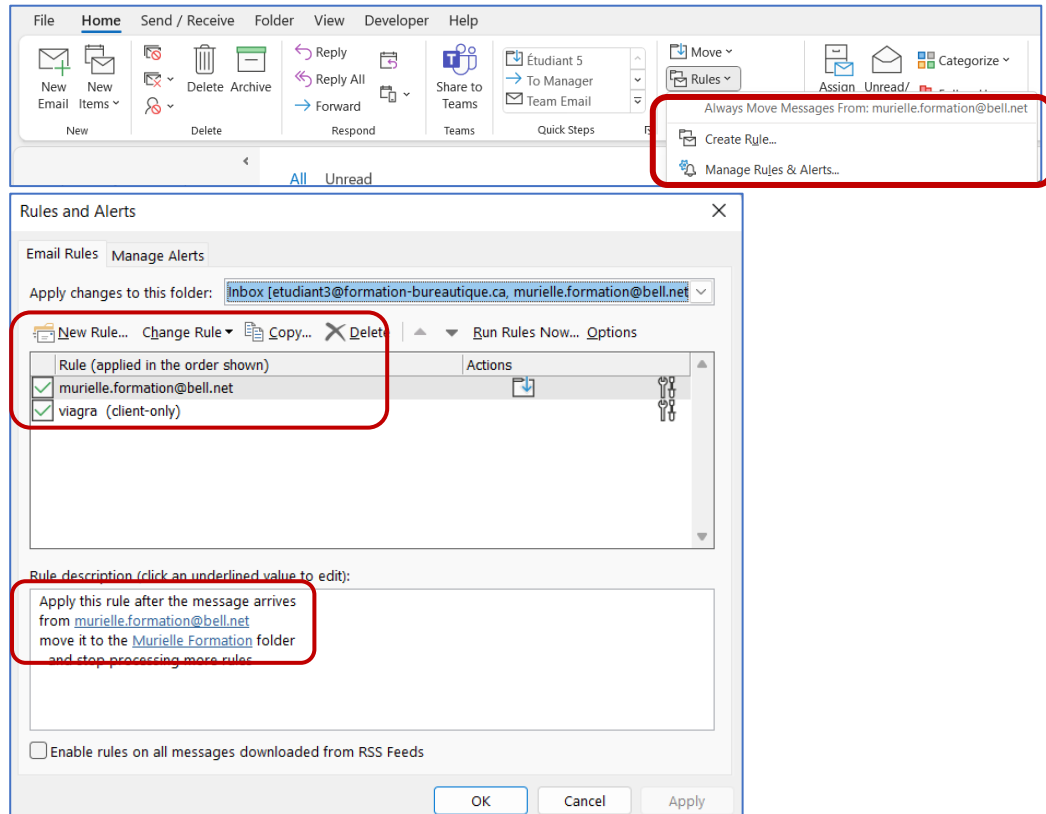 File Home Send / Receive Folder View Developer Help
New Email
New Items
Delete Archive
Reply
Reply All
Forward
Share to Teams
Étudiant 5
To Manager
Team Email
Move
Rules
Assign Unread/
Categorize
New Delete Respond Teams Quick Steps
Always Move Messages From: murielle.formation@bell.net
Create Rule...
Manage Rules & Alerts...
All Unread
Rules and Alerts
Email Rules Manage Alerts
Apply changes to this folder: Inbox [etudiant3@formation-bureautique.ca, murielle.formation@bell.net
New Rule... Change Rule Copy... Delete Run Rules Now... Options
Rule (applied in the order shown) Actions
murielle.formation@bell.net
viagra (client-only)
Rule description (click an underlined value to edit):
Apply this rule after the message arrives
from murielle.formation@bell.net
move it to the Murielle Formation folder
and stop processing more rules
Enable rules on all messages downloaded from RSS Feeds
OK Cancel Apply